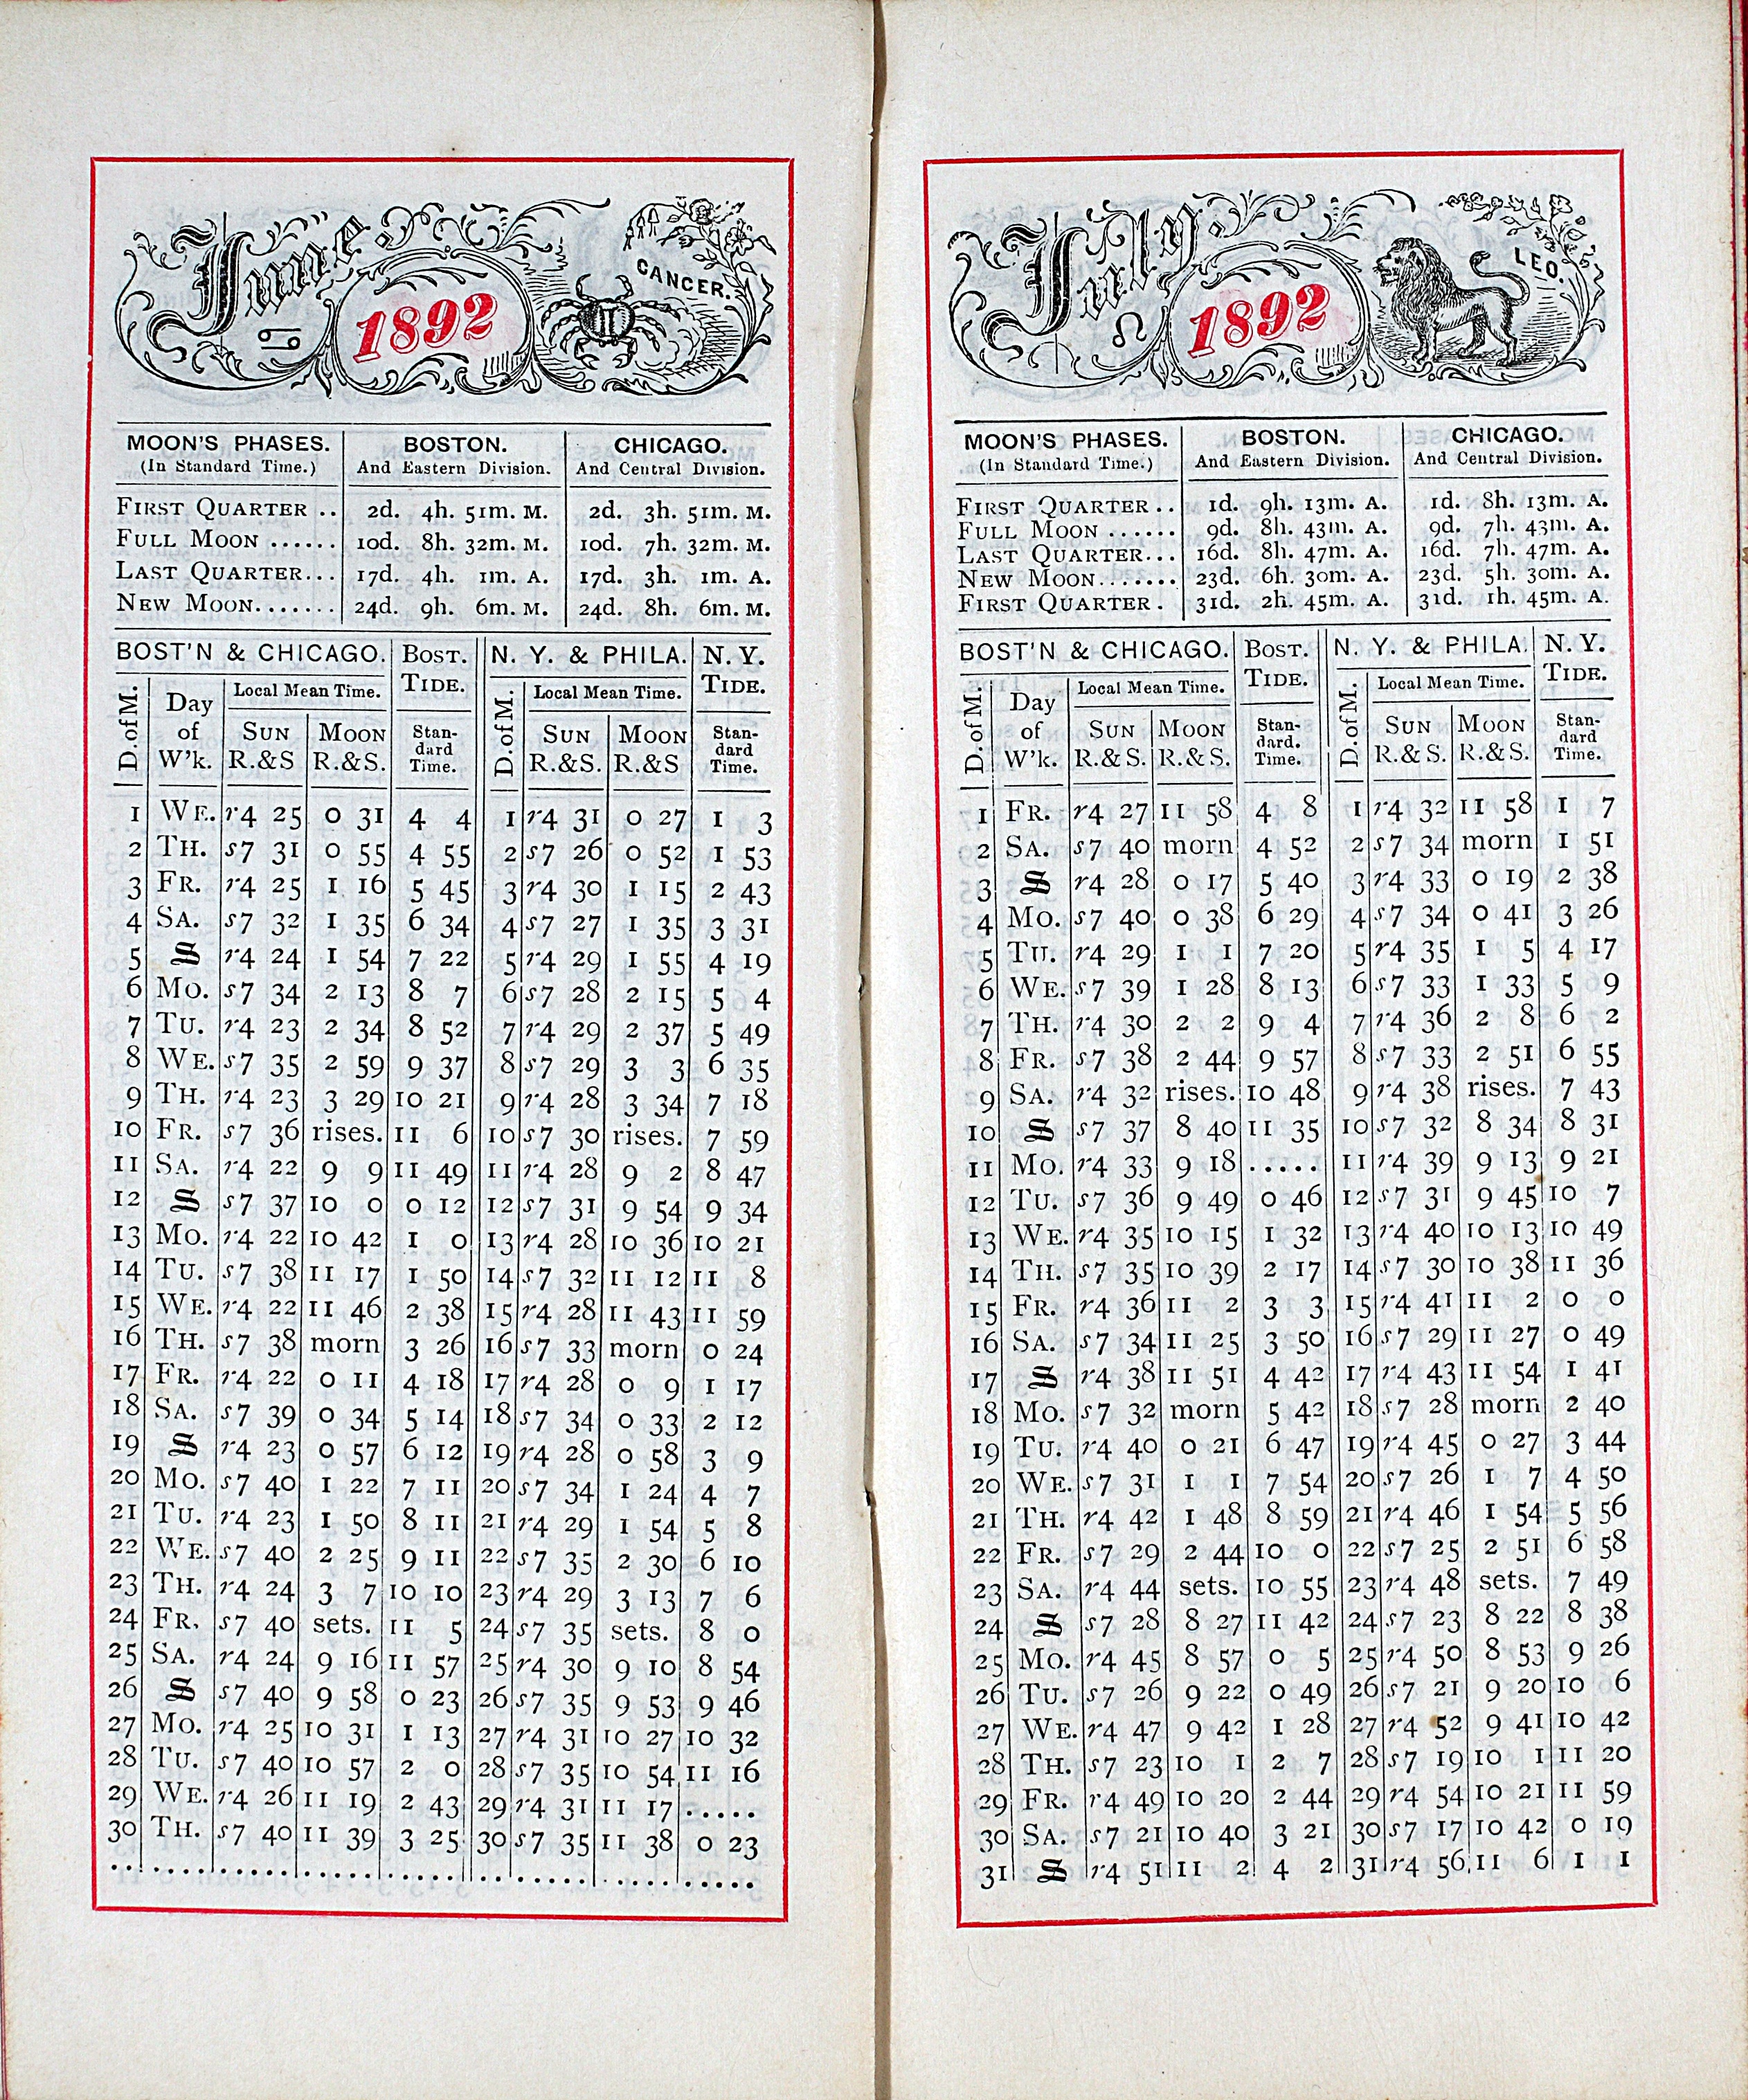 June.
CANCER.
1892
MOON'S PHASES. BOSTON. CHICAGO.
(In Standard Time.) And Eastern Division. And Central Division.
FIRST QUARTER .. 2d. 4h. 51m. M. 2d. 3h. 51m. M.
FULL MOON ...... 10d. 8h. 32m. M. 10d. 7h. 32m. M.
LAST QUARTER... 17d. 4h. 1m. A. 17d. 3h. 1m. A.
NEW MOON....... 24d. 9h. 6m. M. 24d. 8h. 6m. M.
BOST'N & CHICAGO. BOST. TIDE. N. Y. & PHILA. N. Y. TIDE.
D. of M. Day of W'k. Local Mean Time. Standard Time. D. of M. Local Mean Time. Standard Time.
SUN R.&S MOON R.&S. SUN R.&S. MOON R.&S
1 WE. r4 25 0 31 4 4 1 r4 31 0 27 1 3
2 TH. s7 31 0 55 4 55 2 s7 26 0 52 1 53
3 FR. r4 25 1 16 5 45 3 r4 30 1 15 2 43
4 SA. s7 32 1 35 6 34 4 s7 27 1 35 3 31
5 S r4 24 1 54 7 22 5 r4 29 1 55 4 19
6 MO. s7 34 2 13 8 7 6 s7 28 2 15 5 4
7 TU. r4 23 2 34 8 52 7 r4 29 2 37 5 49
8 WE. s7 35 2 59 9 37 8 s7 29 3 3 6 35
9 TH. r4 23 3 29 10 21 9 r4 28 3 34 7 18
10 FR. s7 36 rises. 11 6 10 s7 30 rises. 7 59
11 SA. r4 22 9 9 11 49 11 r4 28 9 2 8 47
12 S s7 37 10 0 0 12 12 s7 31 9 54 9 34
13 MO. r4 22 10 42 1 0 13 r4 28 10 36 10 21
14 TU. s7 38 11 17 1 50 14 s7 32 11 12 11 8
15 WE. r4 22 11 46 2 38 15 r4 28 11 43 11 59
16 TH. s7 38 morn 3 26 16 s7 33 morn 0 24
17 FR. r4 22 0 11 4 18 17 r4 28 0 9 1 17
18 SA. s7 39 0 34 5 14 18 s7 34 0 33 2 12
19 S r4 23 0 57 6 12 19 r4 28 0 58 3 9
20 MO. s7 40 1 22 7 11 20 s7 34 1 24 4 7
21 TU. r4 23 1 50 8 11 21 r4 29 1 54 5 8
22 WE. s7 40 2 25 9 11 22 s7 35 2 30 6 10
23 TH. r4 24 3 7 10 10 23 r4 29 3 13 7 6
24 FR. s7 40 sets. 11 5 24 s7 35 sets. 8 0
25 SA. r4 24 9 16 11 57 25 r4 30 9 10 8 54
26 S s7 40 9 58 0 23 26 s7 35 9 53 9 46
27 MO. r4 25 10 31 1 13 27 r4 31 10 27 10 32
28 TU. s7 40 10 57 2 0 28 s7 35 10 54 11 16
29 WE. r4 26 11 19 2 43 29 r4 31 11 17 .....
30 TH. s7 40 11 39 3 25 30 s7 35 11 38 0 23
July.
LEO.
1892
MOON'S PHASES. BOSTON. CHICAGO.
(In Standard Time.) And Eastern Division. And Central Division.
FIRST QUARTER .. 1d. 9h. 13m. A. 1d. 8h. 13m. A.
FULL MOON ...... 9d. 8h. 43m. A. 9d. 7h. 43m. A.
LAST QUARTER... 16d. 8h. 47m. A. 16d. 7h. 47m. A.
NEW MOON....... 23d. 6h. 30m. A. 23d. 5h. 30m. A.
FIRST QUARTER . 31d. 2h. 45m. A. 31d. 1h. 45m. A.
BOST'N & CHICAGO. BOST. TIDE. N. Y. & PHILA. N. Y. TIDE.
D. of M. Day of W'k. Local Mean Time. Standard. Time. D. of M. Local Mean Time. Standard Time.
SUN R.&S. MOON R.&S. SUN R.&S. MOON R.&S.
1 FR. r4 27 11 58 4 8 1 r4 32 11 58 1 7
2 SA. s7 40 morn 4 52 2 s7 34 morn 1 51
3 S r4 28 0 17 5 40 3 r4 33 0 19 2 38
4 MO. s7 40 0 38 6 29 4 s7 34 0 41 3 26
5 TU. r4 29 1 1 7 20 5 r4 35 1 5 4 17
6 WE. s7 39 1 28 8 13 6 s7 33 1 33 5 9
7 TH. r4 30 2 2 9 4 7 r4 36 2 8 6 2
8 FR. s7 38 2 44 9 57 8 s7 33 2 51 6 55
9 SA. r4 32 rises. 10 48 9 r4 38 rises. 7 43
10 S s7 37 8 40 11 35 10 s7 32 8 34 8 31
11 MO. r4 33 9 18 ..... 11 r4 39 9 13 9 21
12 TU. s7 36 9 49 0 46 12 s7 31 9 45 10 7
13 WE. r4 35 10 15 1 32 13 r4 40 10 13 10 49
14 TH. s7 35 10 39 2 17 14 s7 30 10 38 11 36
15 FR. r4 36 11 2 3 3 15 r4 41 11 2 0 0
16 SA. s7 34 11 25 3 50 16 s7 29 11 27 0 49
17 S r4 38 11 51 4 42 17 r4 43 11 54 1 41
18 MO. s7 32 morn 5 42 18 s7 28 morn 2 40
19 TU. r4 40 0 21 6 47 19 r4 45 0 27 3 44
20 WE. s7 31 1 1 7 54 20 s7 26 1 7 4 50
21 TH. r4 42 1 48 8 59 21 r4 46 1 54 5 56
22 FR. s7 29 2 44 10 0 22 s7 25 2 51 6 58
23 SA. r4 44 sets. 10 55 23 r4 48 sets. 7 49
24 S s7 28 8 27 11 42 24 s7 23 8 22 8 38
25 MO. r4 45 8 57 0 5 25 r4 50 8 53 9 26
26 TU. s7 26 9 22 0 49 26 s7 21 9 20 10 6
27 WE. r4 47 9 42 1 28 27 r4 52 9 41 10 42
28 TH. s7 23 10 1 2 7 28 s7 19 10 1 11 20
29 FR. r4 49 10 20 2 44 29 r4 54 10 21 11 59
30 SA. s7 21 10 40 3 21 30 s7 17 10 42 0 19
31 S r4 51 11 2 4 2 31 r4 56 11 6 1 1